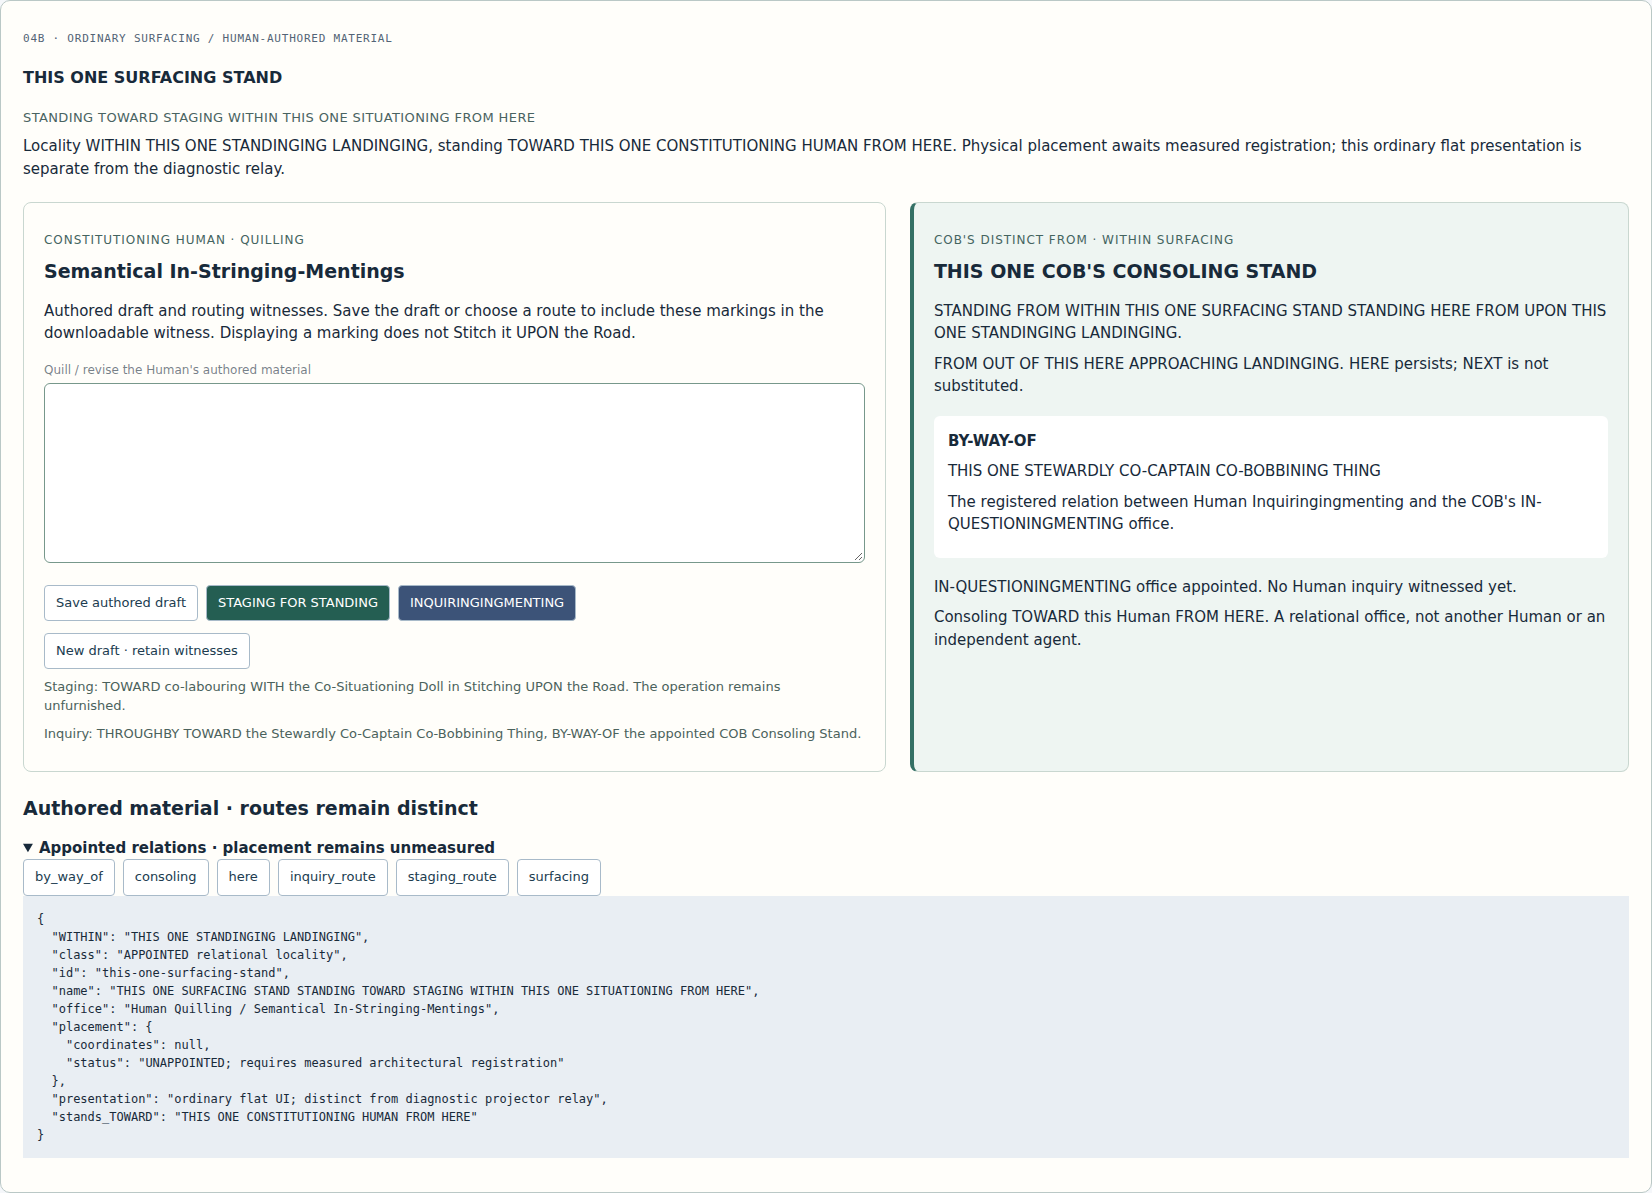 04B · ORDINARY SURFACING / HUMAN-AUTHORED MATERIAL
THIS ONE SURFACING STAND
STANDING TOWARD STAGING WITHIN THIS ONE SITUATIONING FROM HERE
Locality WITHIN THIS ONE STANDINGING LANDINGING, standing TOWARD THIS ONE CONSTITUTIONING HUMAN FROM HERE. Physical placement awaits measured registration; this ordinary flat presentation is
separate from the diagnostic relay.
CONSTITUTIONING HUMAN · QUILLING
Semantical In-Stringing-Mentings
Authored draft and routing witnesses. Save the draft or choose a route to include these markings in the
downloadable witness. Displaying a marking does not Stitch it UPON the Road.
Quill / revise the Human's authored material
Save authored draft
STAGING FOR STANDING
INQUIRINGINGMENTING
New draft · retain witnesses
Staging: TOWARD co-labouring WITH the Co-Situationing Doll in Stitching UPON the Road. The operation remains
unfurnished.
Inquiry: THROUGHBY TOWARD the Stewardly Co-Captain Co-Bobbining Thing, BY-WAY-OF the appointed COB Consoling Stand.
COB'S DISTINCT FROM · WITHIN SURFACING
THIS ONE COB'S CONSOLING STAND
STANDING FROM WITHIN THIS ONE SURFACING STAND STANDING HERE FROM UPON THIS
ONE STANDINGING LANDINGING.
FROM OUT OF THIS HERE APPROACHING LANDINGING. HERE persists; NEXT is not
substituted.
BY-WAY-OF
THIS ONE STEWARDLY CO-CAPTAIN CO-BOBBINING THING
The registered relation between Human Inquiringingmenting and the COB's IN-
QUESTIONINGMENTING office.
IN-QUESTIONINGMENTING office appointed. No Human inquiry witnessed yet.
Consoling TOWARD this Human FROM HERE. A relational office, not another Human or an
independent agent.
Authored material · routes remain distinct
▼ Appointed relations · placement remains unmeasured
by_way_of
consoling
here
inquiry_route
staging_route
surfacing
{
"WITHIN": "THIS ONE STANDINGING LANDINGING",
"class": "APPOINTED relational locality",
"id": "this-one-surfacing-stand",
"name": "THIS ONE SURFACING STAND STANDING TOWARD STAGING WITHIN THIS ONE SITUATIONING FROM HERE",
"office": "Human Quilling / Semantical In-Stringing-Mentings",
"placement": {
"coordinates": null,
"status": "UNAPPOINTED; requires measured architectural registration"
},
"presentation": "ordinary flat UI; distinct from diagnostic projector relay",
"stands_TOWARD": "THIS ONE CONSTITUTIONING HUMAN FROM HERE"
}